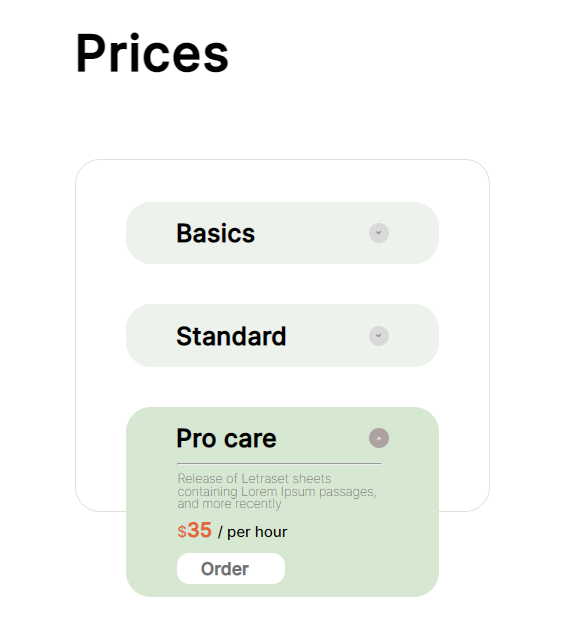 Prices
Basics
Standard
Pro care
Release of Letraset sheets
containing Lorem Ipsum passages,
and more recently
$35 / per hour
Order